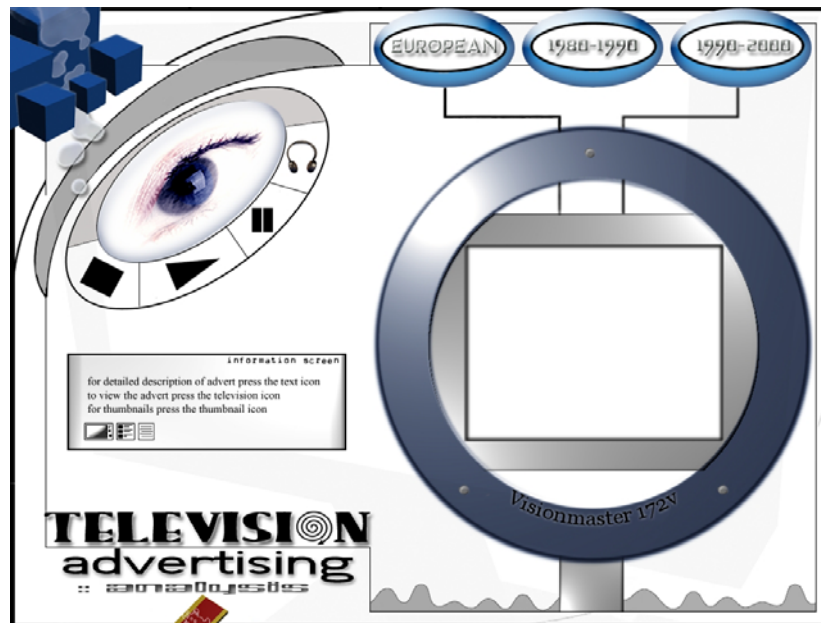 EUROPEAN
1980-1990
1990-2000
information screen
for detailed description of advert press the text icon
to view the advert press the television icon
for thumbnails press the thumbnail icon
Visionmaster 172v
TELEVISION
advertising
:: analysis